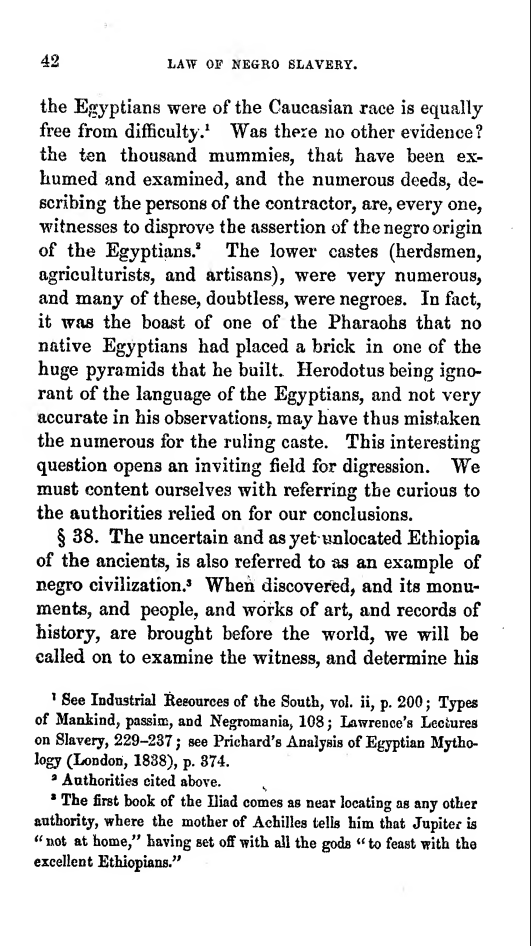 42 LAW OF NEGRO SLAVERY.
the Egyptians were of the Caucasian race is equally
free from difficulty.¹ Was there no other evidence?
the ten thousand mummies, that have been ex-
humed and examined, and the numerous deeds, de-
scribing the persons of the contractor, are, every one,
witnesses to disprove the assertion of the negro origin
of the Egyptians.² The lower castes (herdsmen,
agriculturists, and artisans), were very numerous,
and many of these, doubtless, were negroes. In fact,
it was the boast of one of the Pharaohs that no
native Egyptians had placed a brick in one of the
huge pyramids that he built. Herodotus being igno-
rant of the language of the Egyptians, and not very
accurate in his observations, may have thus mistaken
the numerous for the ruling caste. This interesting
question opens an inviting field for digression. We
must content ourselves with referring the curious to
the authorities relied on for our conclusions.
§ 38. The uncertain and as yet unlocated Ethiopia
of the ancients, is also referred to as an example of
negro civilization.³ When discovered, and its monu-
ments, and people, and works of art, and records of
history, are brought before the world, we will be
called on to examine the witness, and determine his
¹ See Industrial Resources of the South, vol. ii, p. 200; Types
of Mankind, passim, and Negromania, 108; Lawrence's Lectures
on Slavery, 229–237; see Prichard's Analysis of Egyptian Mytho-
logy (London, 1838), p. 374.
² Authorities cited above.
³ The first book of the Iliad comes as near locating as any other
authority, where the mother of Achilles tells him that Jupiter is
"not at home," having set off with all the gods "to feast with the
excellent Ethiopians."